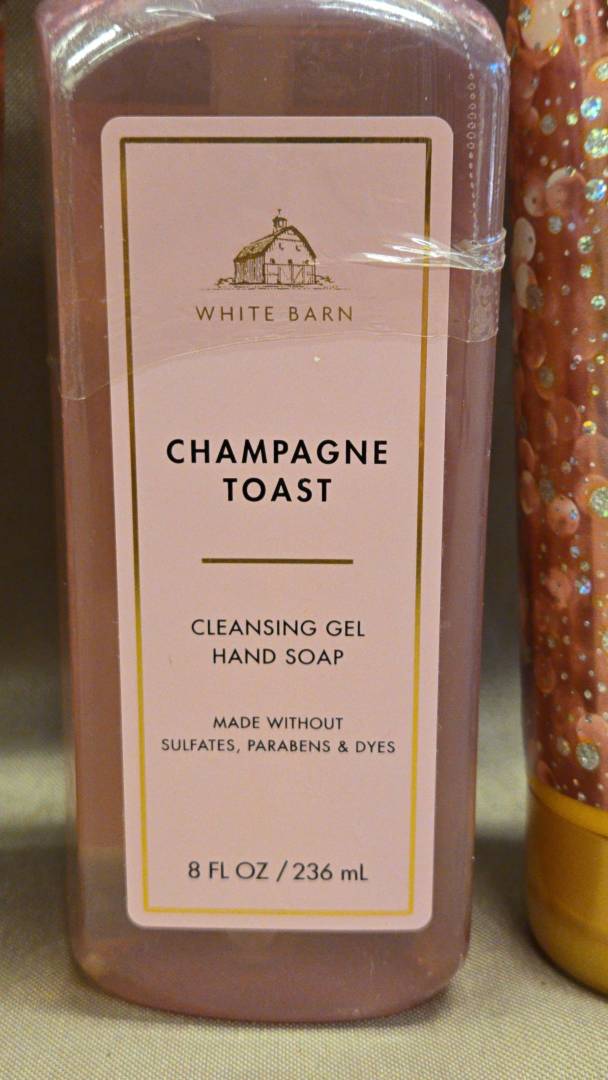 WHITE BARN
CHAMPAGNE
TOAST
CLEANSING GEL
HAND SOAP
MADE WITHOUT
SULFATES, PARABENS & DYES
8 FL OZ / 236 mL